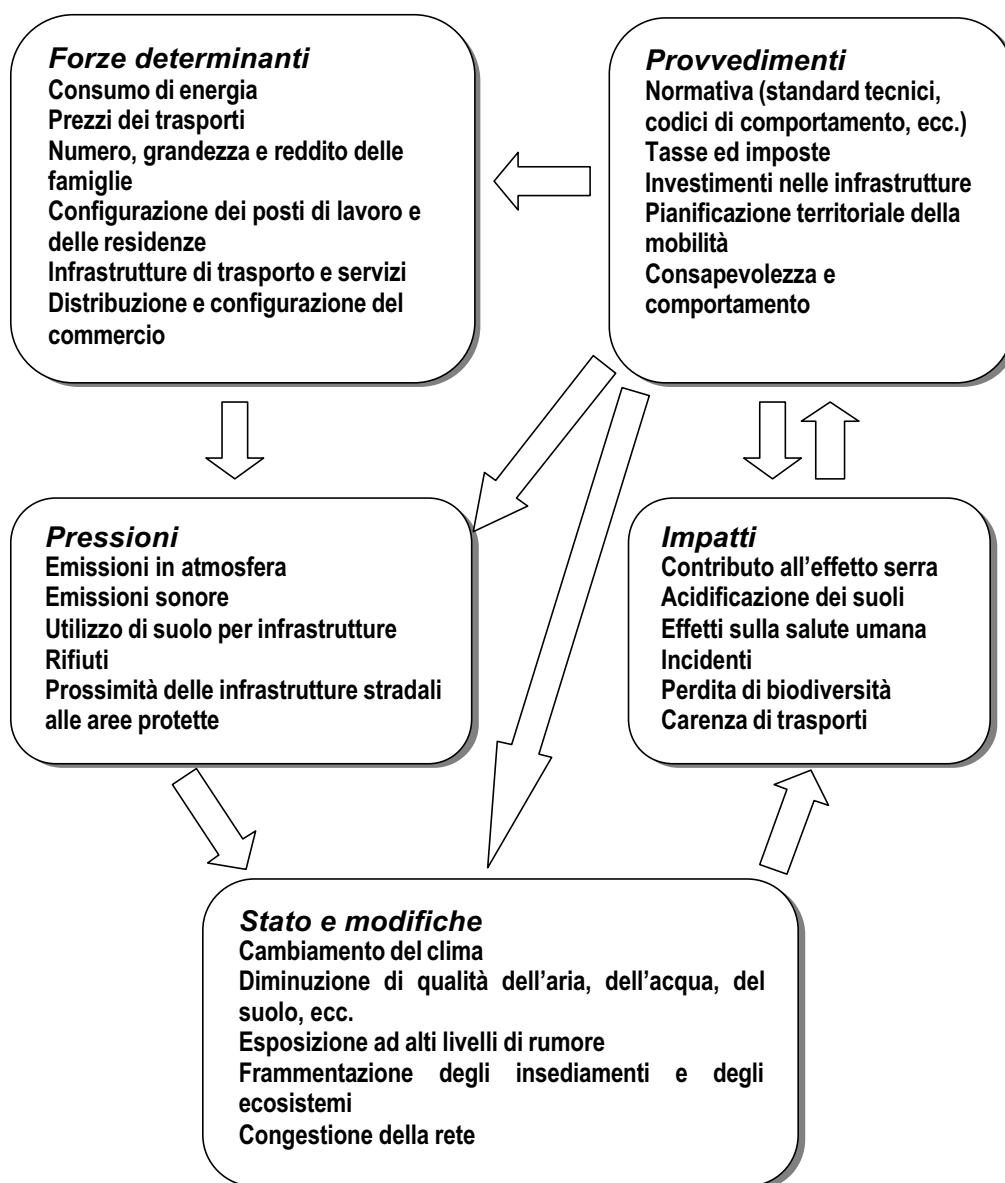 Forze determinanti
Consumo di energia
Prezzi dei trasporti
Numero, grandezza e reddito delle
famiglie
Configurazione dei posti di lavoro e
delle residenze
Infrastrutture di trasporto e servizi
Distribuzione e configurazione del
commercio
Provvedimenti
Normativa (standard tecnici,
codici di comportamento, ecc.)
Tasse ed imposte
Investimenti nelle infrastrutture
Pianificazione territoriale della
mobilità
Consapevolezza e
comportamento
Pressioni
Emissioni in atmosfera
Emissioni sonore
Utilizzo di suolo per infrastrutture
Rifiuti
Prossimità delle infrastrutture stradali
alle aree protette
Impatti
Contributo all’effetto serra
Acidificazione dei suoli
Effetti sulla salute umana
Incidenti
Perdita di biodiversità
Carenza di trasporti
Stato e modifiche
Cambiamento del clima
Diminuzione di qualità dell’aria, dell’acqua, del
suolo, ecc.
Esposizione ad alti livelli di rumore
Frammentazione degli insediamenti e degli
ecosistemi
Congestione della rete